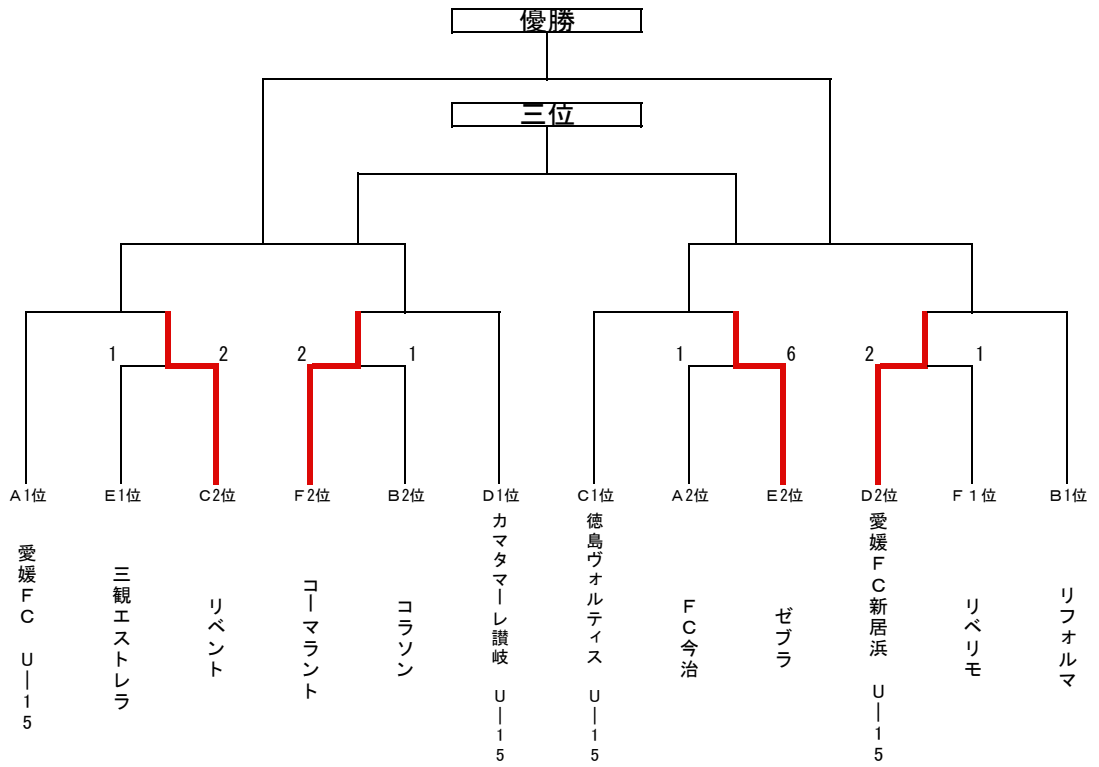 優勝
三位
1 2 2 1 1 6 2 1
A1位 E1位 C2位 F2位 B2位 D1位 C1位 A2位 E2位 D2位 F1位 B1位
愛媛FC U―15
三観エストレラ
リベント
コーマラント
コラソン
カマタマーレ讃岐 U―15
徳島ヴォルティス U―15
FC今治
ゼブラ
愛媛FC新居浜 U―15
リベリモ
リフォルマ